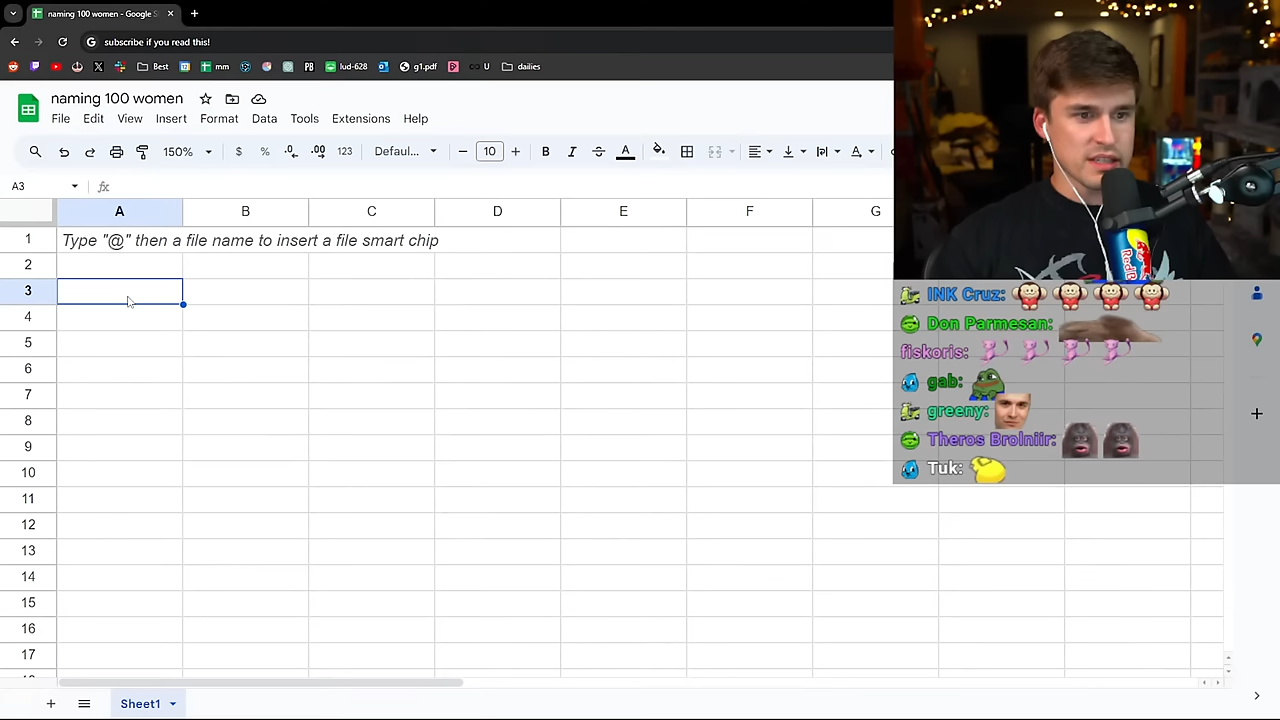 naming 100 women - Google S
subscribe if you read this!
Best
mm
lud-628
g1.pdf
U
dailies
naming 100 women
File Edit View Insert Format Data Tools Extensions Help
150% $ % .0 .00 123 Defaul... 10 B I A A
A3 fx
A B C D E F G
1 Type "@" then a file name to insert a file smart chip
2
3
4
5
6
7
8
9
10
11
12
13
14
15
16
17
INK Cruz:
Don Parmesan:
fiskoris:
gab:
greeny:
Theros Brolniir:
Tuk:
Sheet1